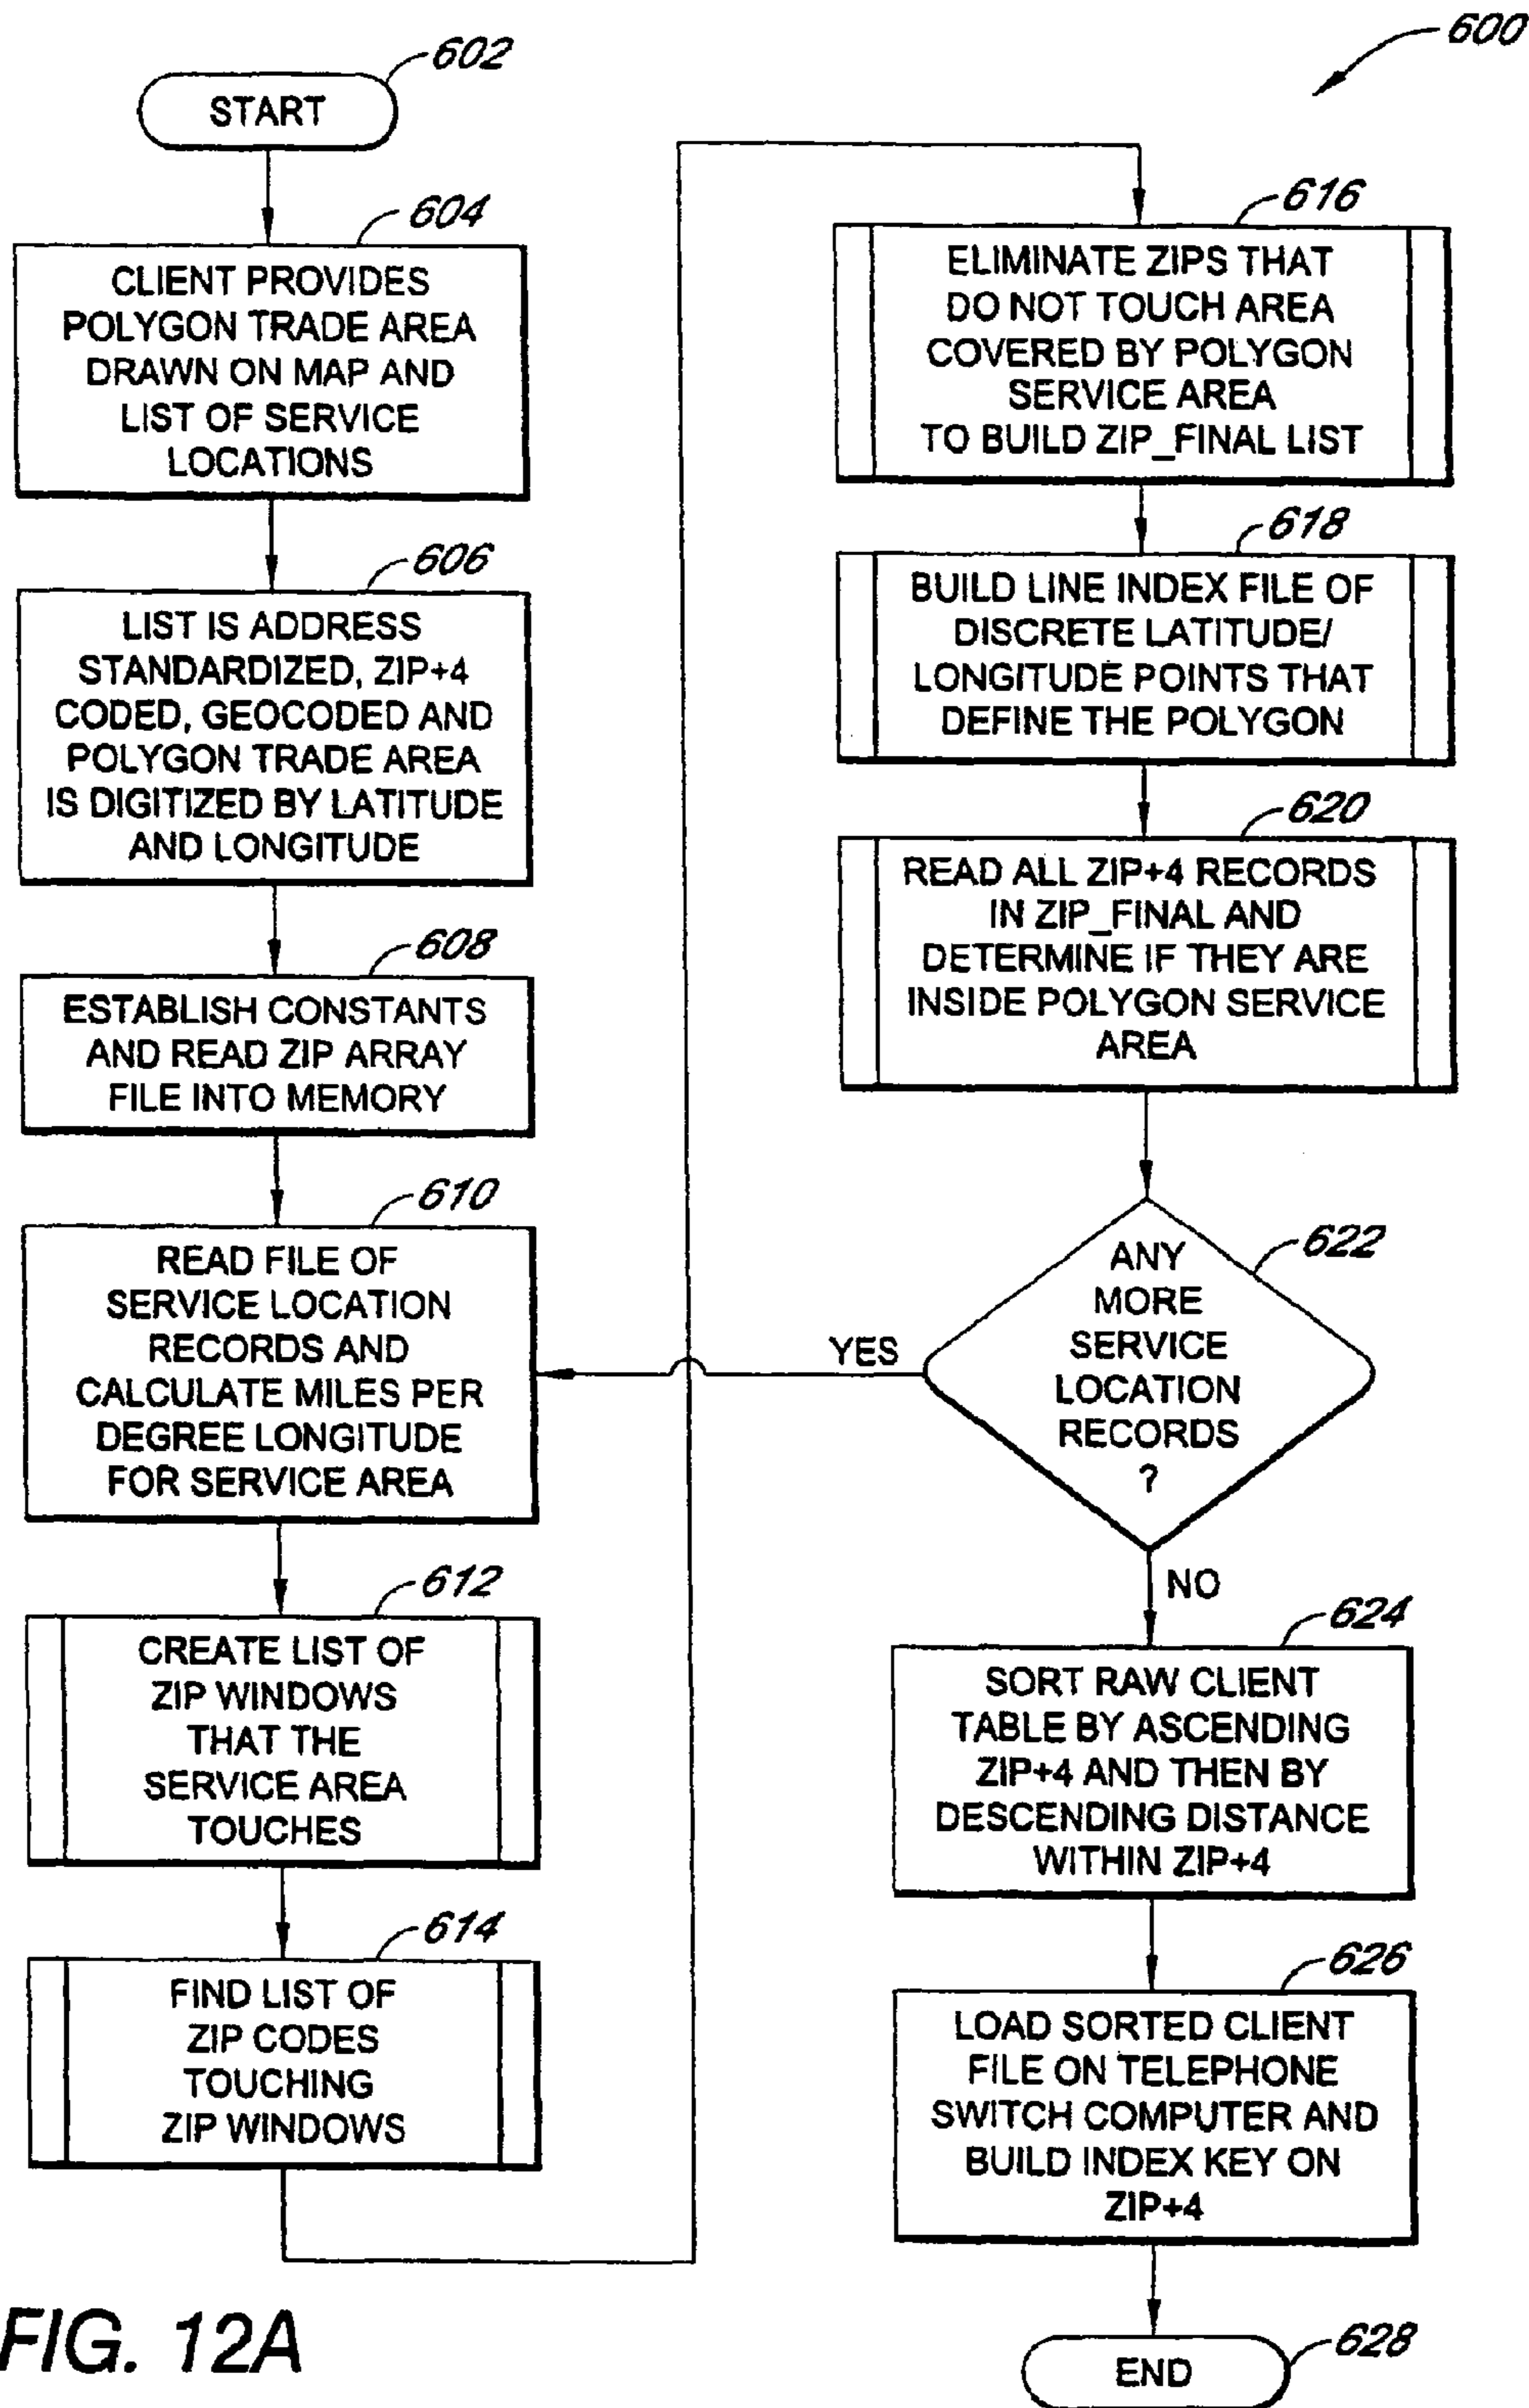 600
602
START
604
CLIENT PROVIDES
POLYGON TRADE AREA
DRAWN ON MAP AND
LIST OF SERVICE
LOCATIONS
606
LIST IS ADDRESS
STANDARDIZED, ZIP+4
CODED, GEOCODED AND
POLYGON TRADE AREA
IS DIGITIZED BY LATITUDE
AND LONGITUDE
608
ESTABLISH CONSTANTS
AND READ ZIP ARRAY
FILE INTO MEMORY
610
READ FILE OF
SERVICE LOCATION
RECORDS AND
CALCULATE MILES PER
DEGREE LONGITUDE
FOR SERVICE AREA
612
CREATE LIST OF
ZIP WINDOWS
THAT THE
SERVICE AREA
TOUCHES
614
FIND LIST OF
ZIP CODES
TOUCHING
ZIP WINDOWS
616
ELIMINATE ZIPS THAT
DO NOT TOUCH AREA
COVERED BY POLYGON
SERVICE AREA
TO BUILD ZIP_FINAL LIST
618
BUILD LINE INDEX FILE OF
DISCRETE LATITUDE/
LONGITUDE POINTS THAT
DEFINE THE POLYGON
620
READ ALL ZIP+4 RECORDS
IN ZIP_FINAL AND
DETERMINE IF THEY ARE
INSIDE POLYGON SERVICE
AREA
622
ANY
MORE
SERVICE
LOCATION
RECORDS
?
YES
NO
624
SORT RAW CLIENT
TABLE BY ASCENDING
ZIP+4 AND THEN BY
DESCENDING DISTANCE
WITHIN ZIP+4
626
LOAD SORTED CLIENT
FILE ON TELEPHONE
SWITCH COMPUTER AND
BUILD INDEX KEY ON
ZIP+4
628
END
FIG. 12A